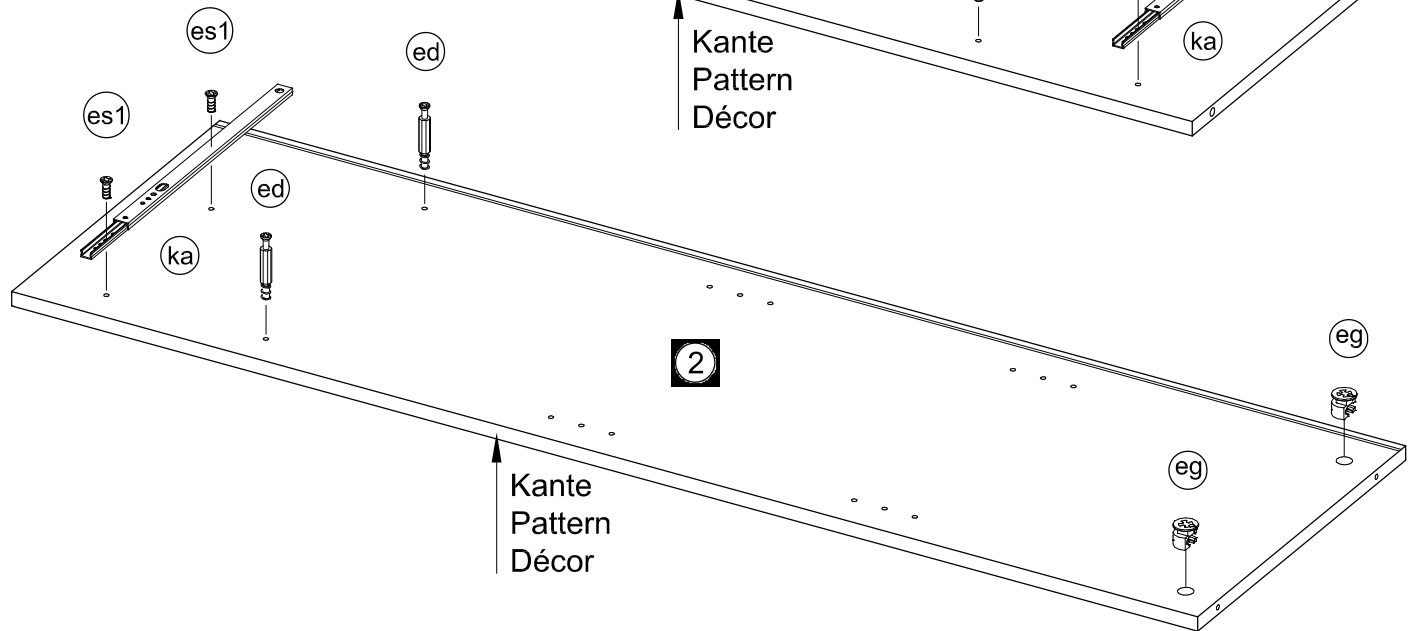 es1
ed
Kante
Pattern
Décor
ka
es1
ed
ka
2
eg
eg
Kante
Pattern
Décor